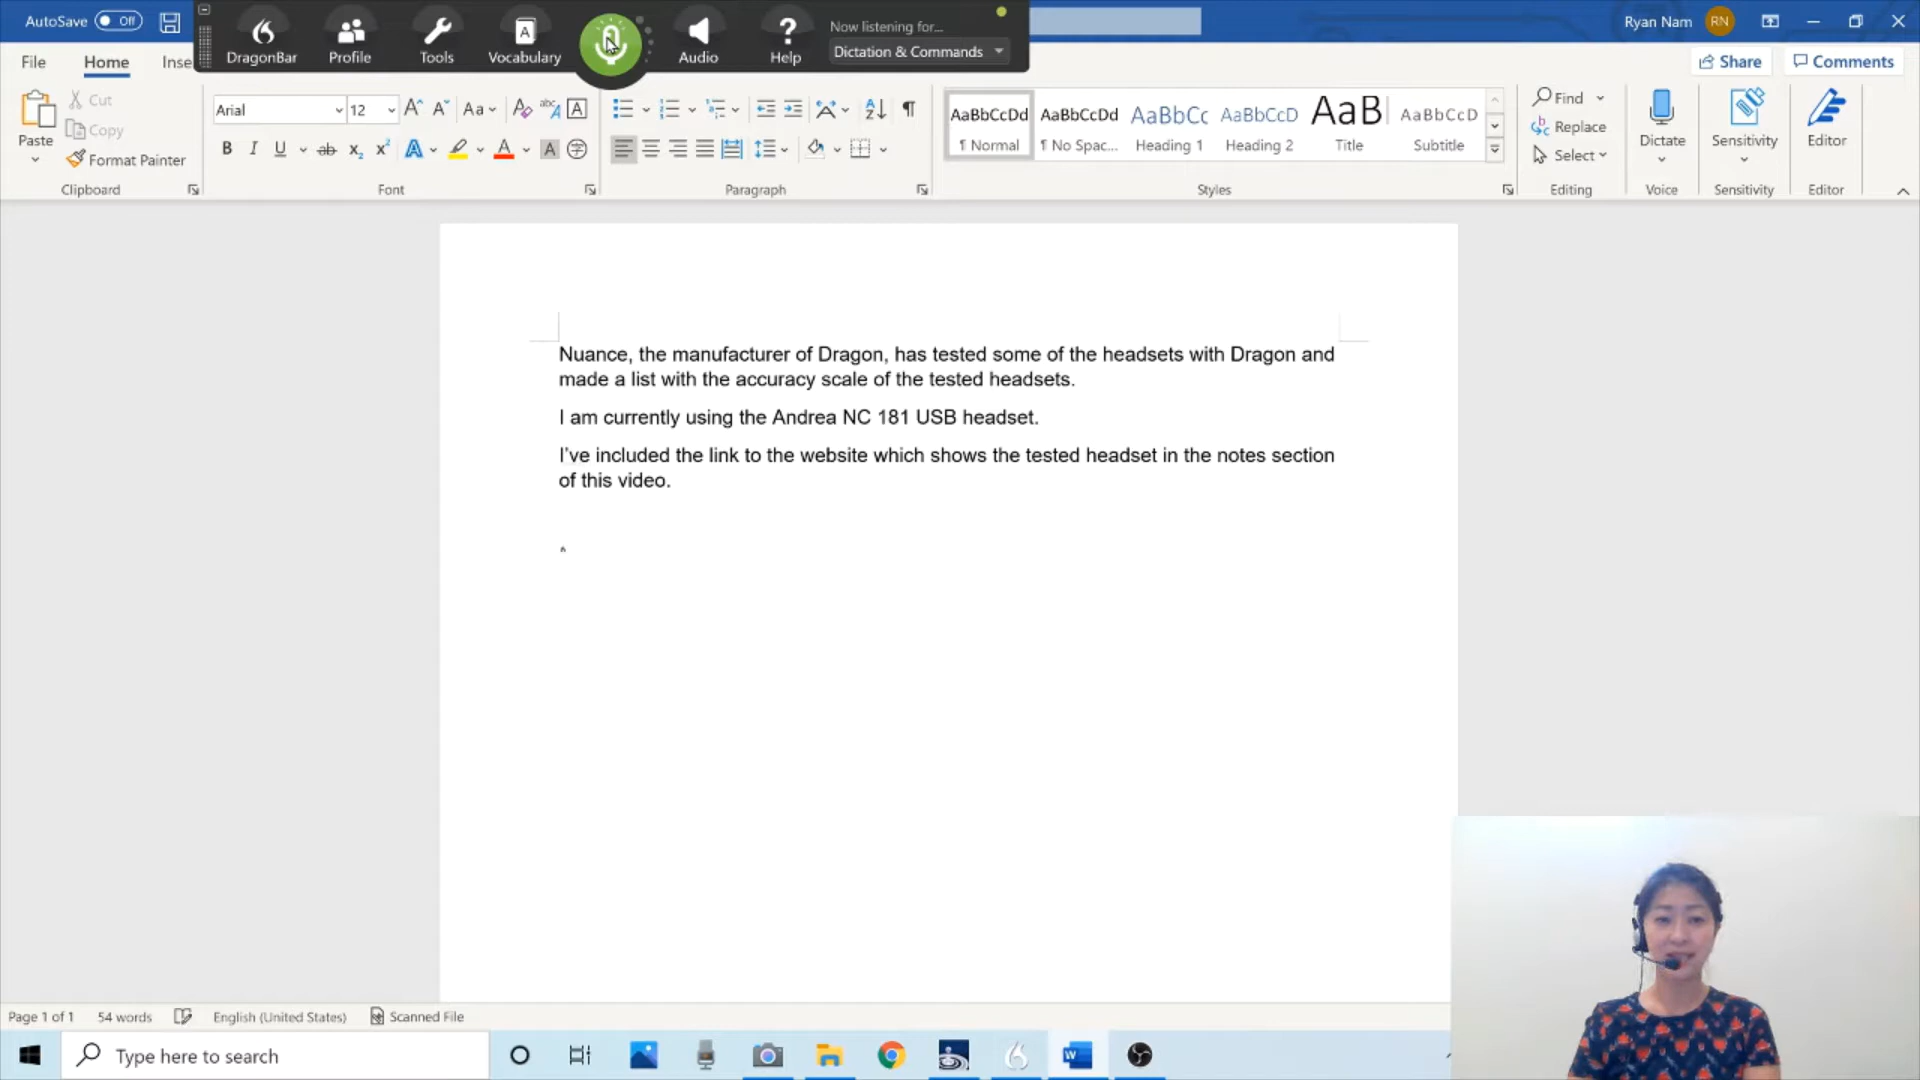 AutoSave Off
Ryan Nam RN
DragonBar Profile Tools Vocabulary Audio Help
Now listening for...
Dictation & Commands
File Home Inse
Share Comments
Paste
Cut
Copy
Format Painter
Clipboard
Arial 12
Font
Paragraph
AaBbCcDd AaBbCcDd AaBbCc AaBbCcD AaB AaBbCcD
¶ Normal ¶ No Spac... Heading 1 Heading 2 Title Subtitle
Styles
Find
Replace
Select
Editing
Dictate
Voice
Sensitivity
Sensitivity
Editor
Editor
Nuance, the manufacturer of Dragon, has tested some of the headsets with Dragon and
made a list with the accuracy scale of the tested headsets.
I am currently using the Andrea NC 181 USB headset.
I've included the link to the website which shows the tested headset in the notes section
of this video.
Page 1 of 1 54 words English (United States) Scanned File
Type here to search